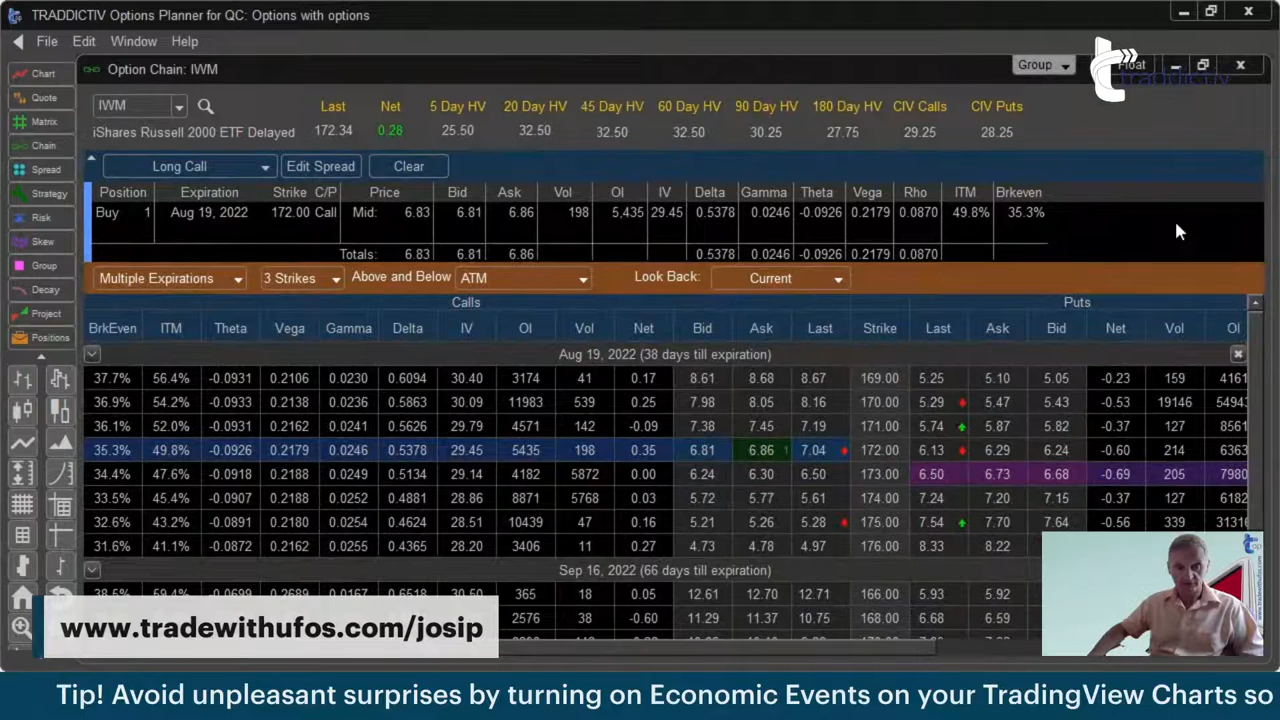 TRADDICTIV Options Planner for QC: Options with options
File Edit Window Help
Option Chain: IWM
Group
Float
traddictiv
Chart
Quote
Matrix
Chain
Spread
Strategy
Risk
Skew
Group
Decay
Project
Positions
IWM Last Net 5 Day HV 20 Day HV 45 Day HV 60 Day HV 90 Day HV 180 Day HV CIV Calls CIV Puts
iShares Russell 2000 ETF Delayed 172.34 0.28 25.50 32.50 32.50 32.50 30.25 27.75 29.25 28.25
Long Call Edit Spread Clear
Position Expiration Strike C/P Price Bid Ask Vol OI IV Delta Gamma Theta Vega Rho ITM Brkeven
Buy 1 Aug 19, 2022 172.00 Call Mid: 6.83 6.81 6.86 198 5,435 29.45 0.5378 0.0246 -0.0926 0.2179 0.0870 49.8% 35.3%
Totals: 6.83 6.81 6.86 0.5378 0.0246 -0.0926 0.2179 0.0870
Multiple Expirations 3 Strikes Above and Below ATM Look Back: Current
Calls Puts
BrkEven ITM Theta Vega Gamma Delta IV OI Vol Net Bid Ask Last Strike Last Ask Bid Net Vol OI
Aug 19, 2022 (38 days till expiration)
37.7% 56.4% -0.0931 0.2106 0.0230 0.6094 30.40 3174 41 0.17 8.61 8.68 8.67 169.00 5.25 5.10 5.05 -0.23 159 4161
36.9% 54.2% -0.0933 0.2138 0.0236 0.5863 30.09 11983 539 0.25 7.98 8.05 8.16 170.00 5.29 5.47 5.43 -0.53 19146 54943
36.1% 52.0% -0.0931 0.2162 0.0241 0.5626 29.79 4571 142 -0.09 7.38 7.45 7.19 171.00 5.74 5.87 5.82 -0.37 127 8561
35.3% 49.8% -0.0926 0.2179 0.0246 0.5378 29.45 5435 198 0.35 6.81 6.86 7.04 172.00 6.13 6.29 6.24 -0.60 214 6363
34.4% 47.6% -0.0918 0.2188 0.0249 0.5134 29.14 4182 5872 0.00 6.24 6.30 6.50 173.00 6.50 6.73 6.68 -0.69 205 7980
33.5% 45.4% -0.0907 0.2188 0.0252 0.4881 28.86 8871 5768 0.03 5.72 5.77 5.61 174.00 7.24 7.20 7.15 -0.37 127 6182
32.6% 43.2% -0.0891 0.2180 0.0254 0.4624 28.51 10439 47 0.16 5.21 5.26 5.28 175.00 7.54 7.70 7.64 -0.56 339
31.6% 41.1% -0.0872 0.2162 0.0255 0.4365 28.20 3406 11 0.27 4.73 4.78 4.97 176.00 8.33 8.22
Sep 16, 2022 (66 days till expiration)
365 18 0.05 12.61 12.70 12.71 166.00 5.93 5.92
2576 38 -0.60 11.29 11.37 10.75 168.00 6.68 6.59
www.tradewithufos.com/josip
Tip! Avoid unpleasant surprises by turning on Economic Events on your TradingView Charts so